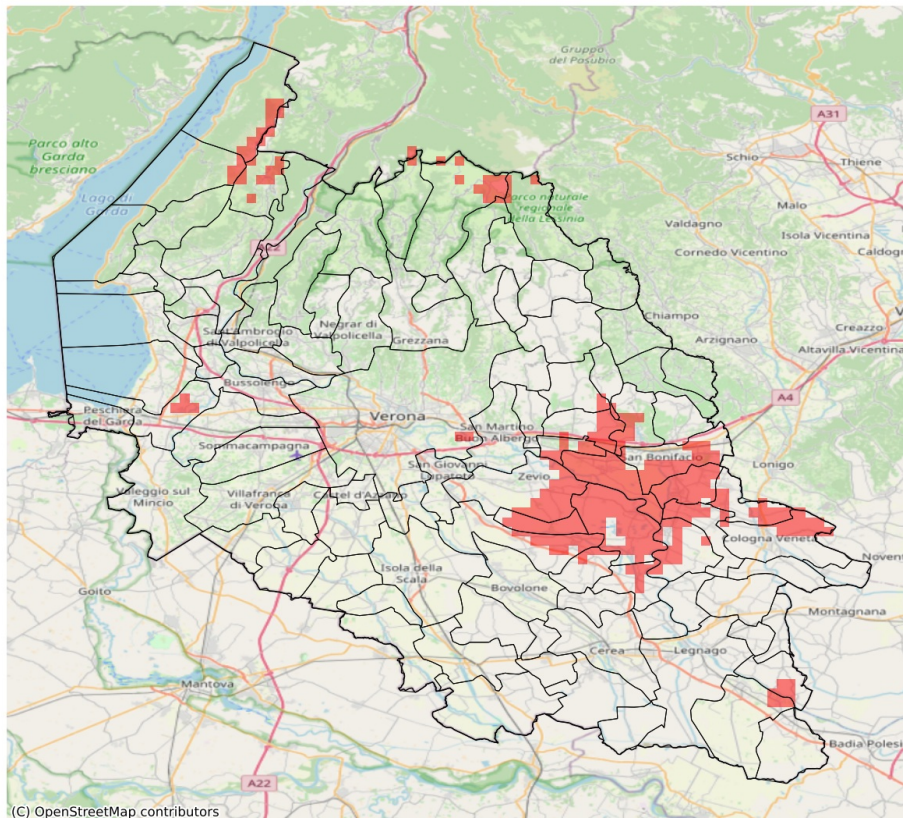 Gruppo
del Pasubio
A31
Schio
Thiene
Parco alto
Garda
bresciano
Lago di
Garda
Parco naturale
regionale
della Lessinia
Malo
Valdagno
Isola Vicentina
Cornedo Vicentino
Caldog
A22
Chiampo
Sant'Ambrogio
di Valpolicella
Negrar di
Valpolicella
Grezzana
Arzignano
Creazzo
Altavilla Vicentina
Bussolengo
A4
Peschiera
del Garda
Verona
San Martino
Buon Albergo
Sommacampagna
San Bonifacio
Lonigo
San Giovanni
Lupatoto
Zevio
Valeggio sul
Mincio
Villafranca
di Verona
Castel d'Azzano
Cologna Veneta
Novent
Isola della
Scala
Goito
Bovolone
Montagnana
Cerea
Legnago
Mantova
Badia Polesi
A22
(C) OpenStreetMap contributors